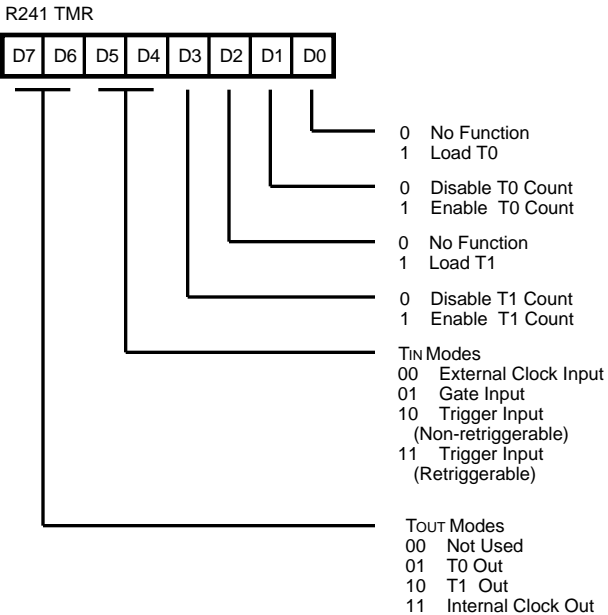 R241 TMR
D7 D6 D5 D4 D3 D2 D1 D0
0 No Function
1 Load T0
0 Disable T0 Count
1 Enable T0 Count
0 No Function
1 Load T1
0 Disable T1 Count
1 Enable T1 Count
TIN Modes
00 External Clock Input
01 Gate Input
10 Trigger Input
(Non-retriggerable)
11 Trigger Input
(Retriggerable)
TOUT Modes
00 Not Used
01 T0 Out
10 T1 Out
11 Internal Clock Out